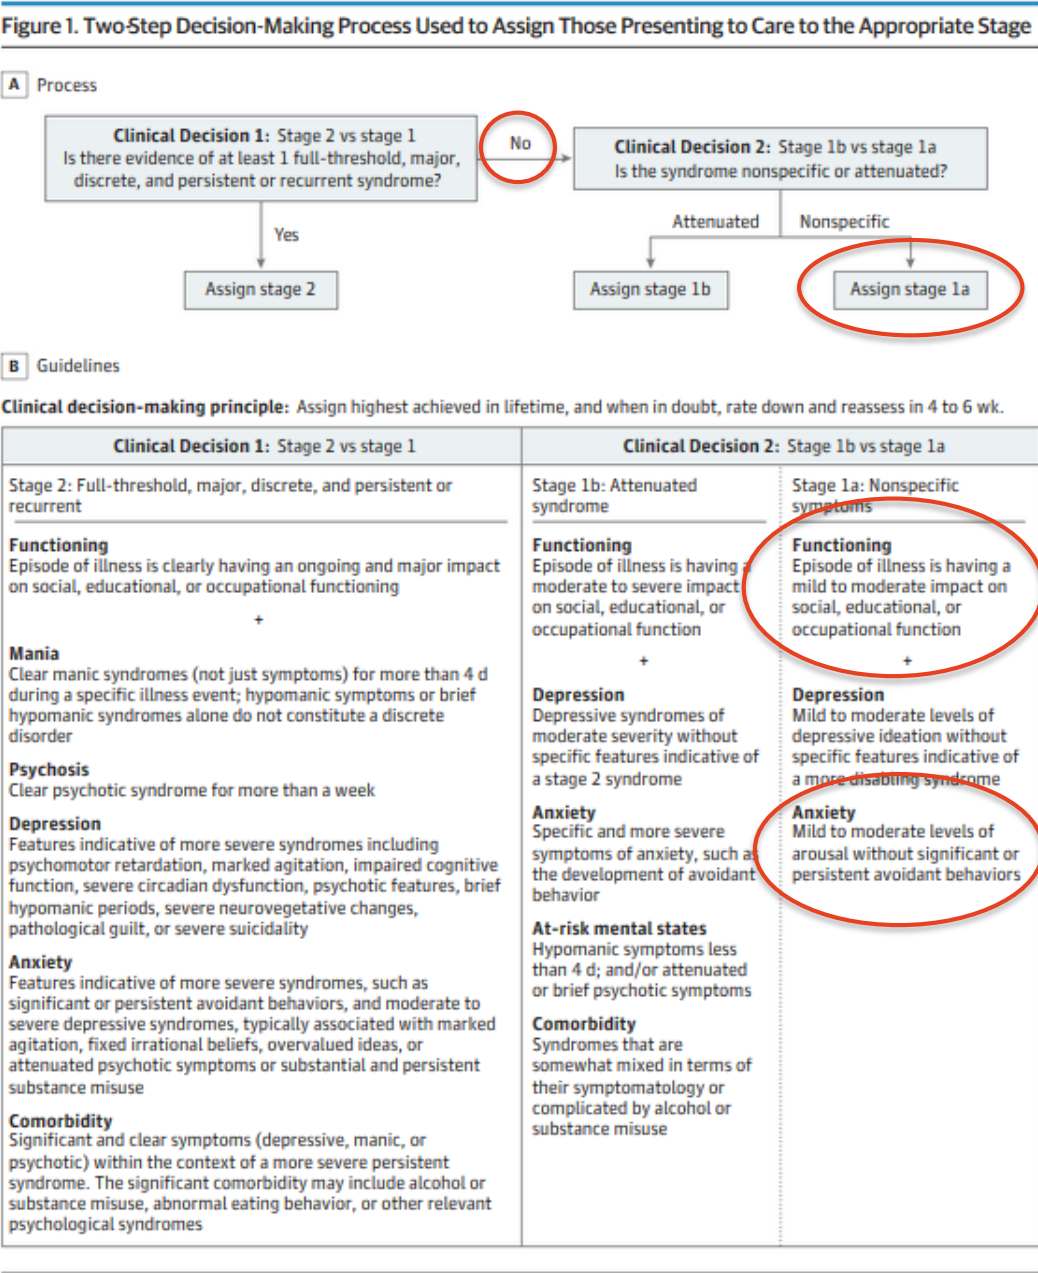 Figure 1. Two-Step Decision-Making Process Used to Assign Those Presenting to Care to the Appropriate Stage
A Process
Clinical Decision 1: Stage 2 vs stage 1
Is there evidence of at least 1 full-threshold, major,
discrete, and persistent or recurrent syndrome?
No
Clinical Decision 2: Stage 1b vs stage 1a
Is the syndrome nonspecific or attenuated?
Yes
Attenuated
Nonspecific
Assign stage 2
Assign stage 1b
Assign stage 1a
B Guidelines
Clinical decision-making principle: Assign highest achieved in lifetime, and when in doubt, rate down and reassess in 4 to 6 wk.
Clinical Decision 1: Stage 2 vs stage 1
Clinical Decision 2: Stage 1b vs stage 1a
Stage 2: Full-threshold, major, discrete, and persistent or
recurrent
Functioning
Episode of illness is clearly having an ongoing and major impact
on social, educational, or occupational functioning
+
Mania
Clear manic syndromes (not just symptoms) for more than 4 d
during a specific illness event; hypomanic symptoms or brief
hypomanic syndromes alone do not constitute a discrete
disorder
Psychosis
Clear psychotic syndrome for more than a week
Depression
Features indicative of more severe syndromes including
psychomotor retardation, marked agitation, impaired cognitive
function, severe circadian dysfunction, psychotic features, brief
hypomanic periods, severe neurovegetative changes,
pathological guilt, or severe suicidality
Anxiety
Features indicative of more severe syndromes, such as
significant or persistent avoidant behaviors, and moderate to
severe depressive syndromes, typically associated with marked
agitation, fixed irrational beliefs, overvalued ideas, or
attenuated psychotic symptoms or substantial and persistent
substance misuse
Comorbidity
Significant and clear symptoms (depressive, manic, or
psychotic) within the context of a more severe persistent
syndrome. The significant comorbidity may include alcohol or
substance misuse, abnormal eating behavior, or other relevant
psychological syndromes
Stage 1b: Attenuated
syndrome
Functioning
Episode of illness is having a
moderate to severe impact
on social, educational, or
occupational function
+
Depression
Depressive syndromes of
moderate severity without
specific features indicative of
a stage 2 syndrome
Anxiety
Specific and more severe
symptoms of anxiety, such as
the development of avoidant
behavior
At-risk mental states
Hypomanic symptoms less
than 4 d; and/or attenuated
or brief psychotic symptoms
Comorbidity
Syndromes that are
somewhat mixed in terms of
their symptomatology or
complicated by alcohol or
substance misuse
Stage 1a: Nonspecific
symptoms
Functioning
Episode of illness is having a
mild to moderate impact on
social, educational, or
occupational function
+
Depression
Mild to moderate levels of
depressive ideation without
specific features indicative of
a more disabling syndrome
Anxiety
Mild to moderate levels of
arousal without significant or
persistent avoidant behaviors